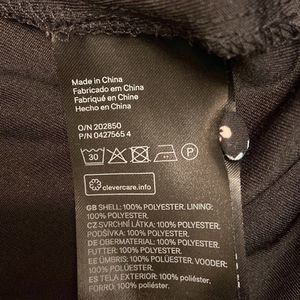 Made in China
Fabricado em China
Fabriqué en Chine
Hecho en China
O/N 202850
P/N 0427565 4
30
P
clevercare.info
GB SHELL: 100% POLYESTER. LINING:
100% POLYESTER.
CZ SVRCHNÍ LÁTKA: 100% POLYESTER.
PODŠÍVKA: 100% POLYESTER.
DE OBERMATERIAL: 100% POLYESTER.
FUTTER: 100% POLYESTER.
EE ÜMBRIS: 100% POLÜESTER.
VOODER: 100% POLÜESTER.
ES TELA EXTERIOR: 100% poliéster.
FORRO: 100% poliéster.